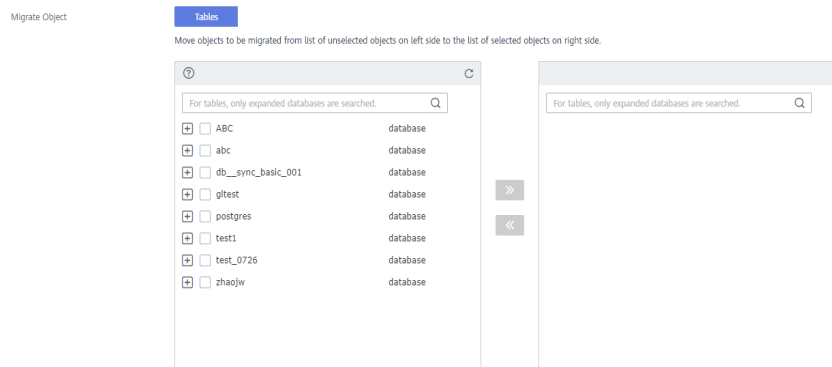 Migrate Object
Tables
Move objects to be migrated from list of unselected objects on left side to the list of selected objects on right side.
For tables, only expanded databases are searched.
For tables, only expanded databases are searched.
ABC database
abc database
db__sync_basic_001 database
gltest database
postgres database
test1 database
test_0726 database
zhaojw database